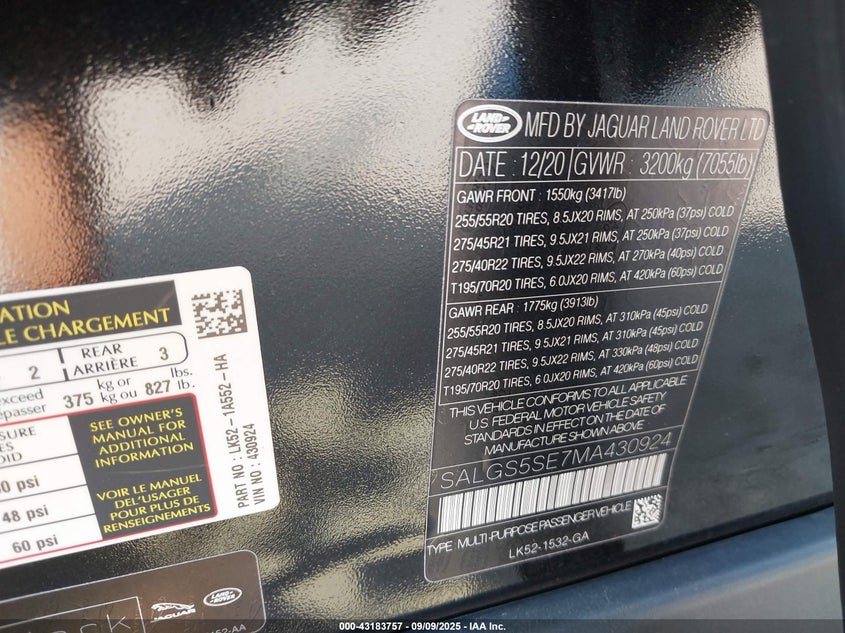 LAND ROVER
MFD BY JAGUAR LAND ROVER LTD
DATE : 12/20 GVWR : 3200kg (7055lb)
GAWR FRONT : 1550kg (3417lb)
255/55R20 TIRES, 8.5JX20 RIMS, AT 250kPa (37psi) COLD
275/45R21 TIRES, 9.5JX21 RIMS, AT 250kPa (37psi) COLD
275/40R22 TIRES, 9.5JX22 RIMS, AT 270kPa (40psi) COLD
T195/70R20 TIRES, 6.0JX20 RIMS, AT 420kPa (60psi) COLD
GAWR REAR : 1775kg (3913lb)
255/55R20 TIRES, 8.5JX20 RIMS, AT 310kPa (45psi) COLD
275/45R21 TIRES, 9.5JX21 RIMS, AT 310kPa (45psi) COLD
275/40R22 TIRES, 9.5JX22 RIMS, AT 330kPa (48psi) COLD
T195/70R20 TIRES, 6.0JX20 RIMS, AT 420kPa (60psi) COLD
THIS VEHICLE CONFORMS TO ALL APPLICABLE
U.S. FEDERAL MOTOR VEHICLE SAFETY
STANDARDS IN EFFECT ON THE DATE OF
MANUFACTURE SHOWN ABOVE
SALGS5SE7MA430924
TYPE : MULTI-PURPOSE PASSENGER VEHICLE
LK52-1532-GA
LE CHARGEMENT
2 REAR ARRIÈRE 3
375 kg or kg ou 827 lbs. lb.
SEE OWNER'S
MANUAL FOR
ADDITIONAL
INFORMATION
VOIR LE MANUEL
DE L'USAGER
POUR PLUS DE
RENSEIGNEMENTS
48 psi
60 psi
PART NO : LK52-1A552-HA
VIN NO : 430924
JAGUAR
LAND ROVER
000-43183757 - 09/09/2025 - IAA Inc.